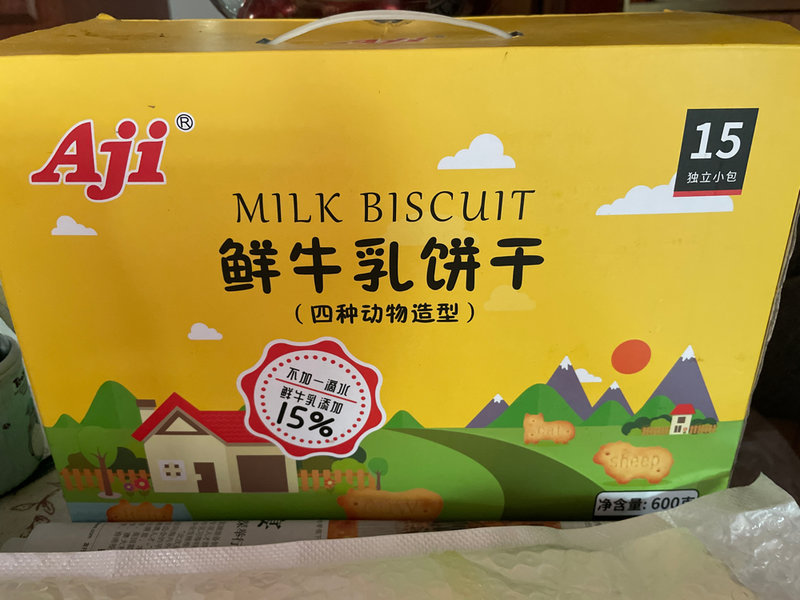 Aji®
15
独立小包
MILK BISCUIT
鲜牛乳饼干
(四种动物造型)
不加一滴水
鲜牛乳添加
15%
cat
sheep
净含量: 600克